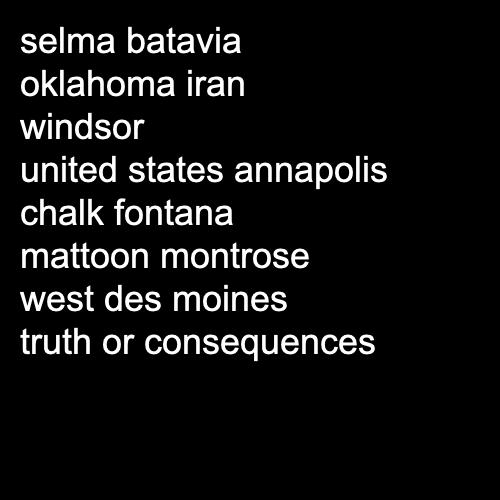 selma batavia
oklahoma iran
windsor
united states annapolis
chalk fontana
mattoon montrose
west des moines
truth or consequences